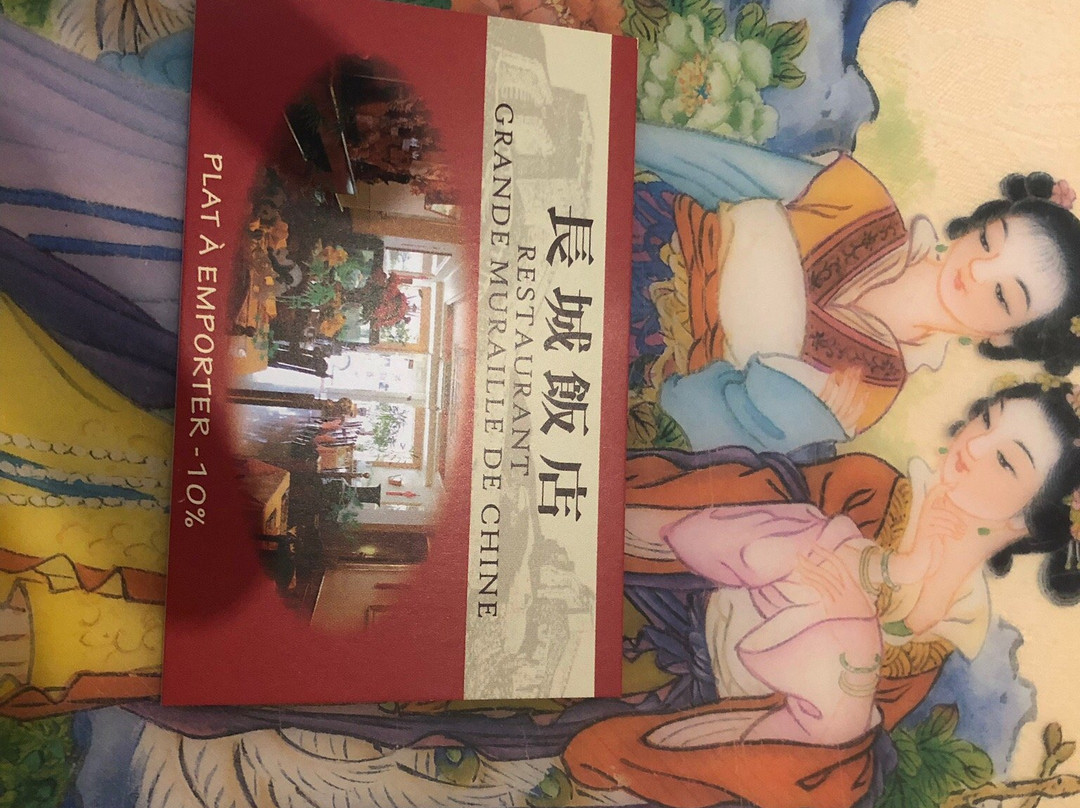 長城飯店
RESTAURANT
GRANDE MURAILLE DE CHINE
PLAT À EMPORTER -10%